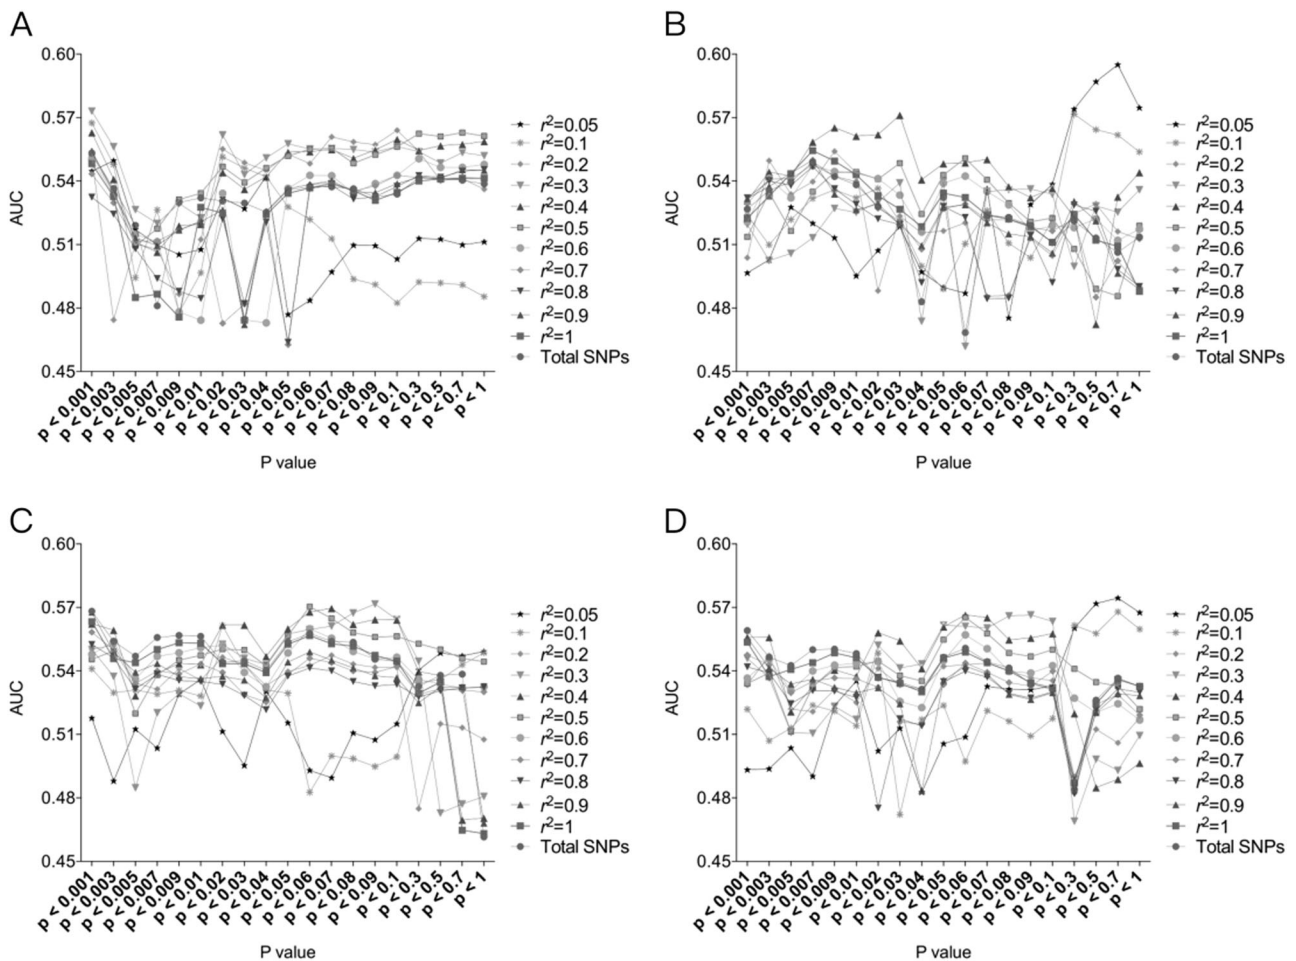 A
0.60
0.57
0.54
0.51
0.48
0.45
AUC
p < 0.001
p < 0.003
p < 0.005
p < 0.007
p < 0.009
p < 0.01
p < 0.02
p < 0.03
p < 0.04
p < 0.05
p < 0.06
p < 0.07
p < 0.08
p < 0.09
p < 0.1
p < 0.3
p < 0.5
p < 0.7
p < 1
P value
r²=0.05
r²=0.1
r²=0.2
r²=0.3
r²=0.4
r²=0.5
r²=0.6
r²=0.7
r²=0.8
r²=0.9
r²=1
Total SNPs
B
0.60
0.57
0.54
0.51
0.48
0.45
AUC
p < 0.001
p < 0.003
p < 0.005
p < 0.007
p < 0.009
p < 0.01
p < 0.02
p < 0.03
p < 0.04
p < 0.05
p < 0.06
p < 0.07
p < 0.08
p < 0.09
p < 0.1
p < 0.3
p < 0.5
p < 0.7
p < 1
P value
r²=0.05
r²=0.1
r²=0.2
r²=0.3
r²=0.4
r²=0.5
r²=0.6
r²=0.7
r²=0.8
r²=0.9
r²=1
Total SNPs
C
0.60
0.57
0.54
0.51
0.48
0.45
AUC
p < 0.001
p < 0.003
p < 0.005
p < 0.007
p < 0.009
p < 0.01
p < 0.02
p < 0.03
p < 0.04
p < 0.05
p < 0.06
p < 0.07
p < 0.08
p < 0.09
p < 0.1
p < 0.3
p < 0.5
p < 0.7
p < 1
P value
r²=0.05
r²=0.1
r²=0.2
r²=0.3
r²=0.4
r²=0.5
r²=0.6
r²=0.7
r²=0.8
r²=0.9
r²=1
Total SNPs
D
0.60
0.57
0.54
0.51
0.48
0.45
AUC
p < 0.001
p < 0.003
p < 0.005
p < 0.007
p < 0.009
p < 0.01
p < 0.02
p < 0.03
p < 0.04
p < 0.05
p < 0.06
p < 0.07
p < 0.08
p < 0.09
p < 0.1
p < 0.3
p < 0.5
p < 0.7
p < 1
P value
r²=0.05
r²=0.1
r²=0.2
r²=0.3
r²=0.4
r²=0.5
r²=0.6
r²=0.7
r²=0.8
r²=0.9
r²=1
Total SNPs